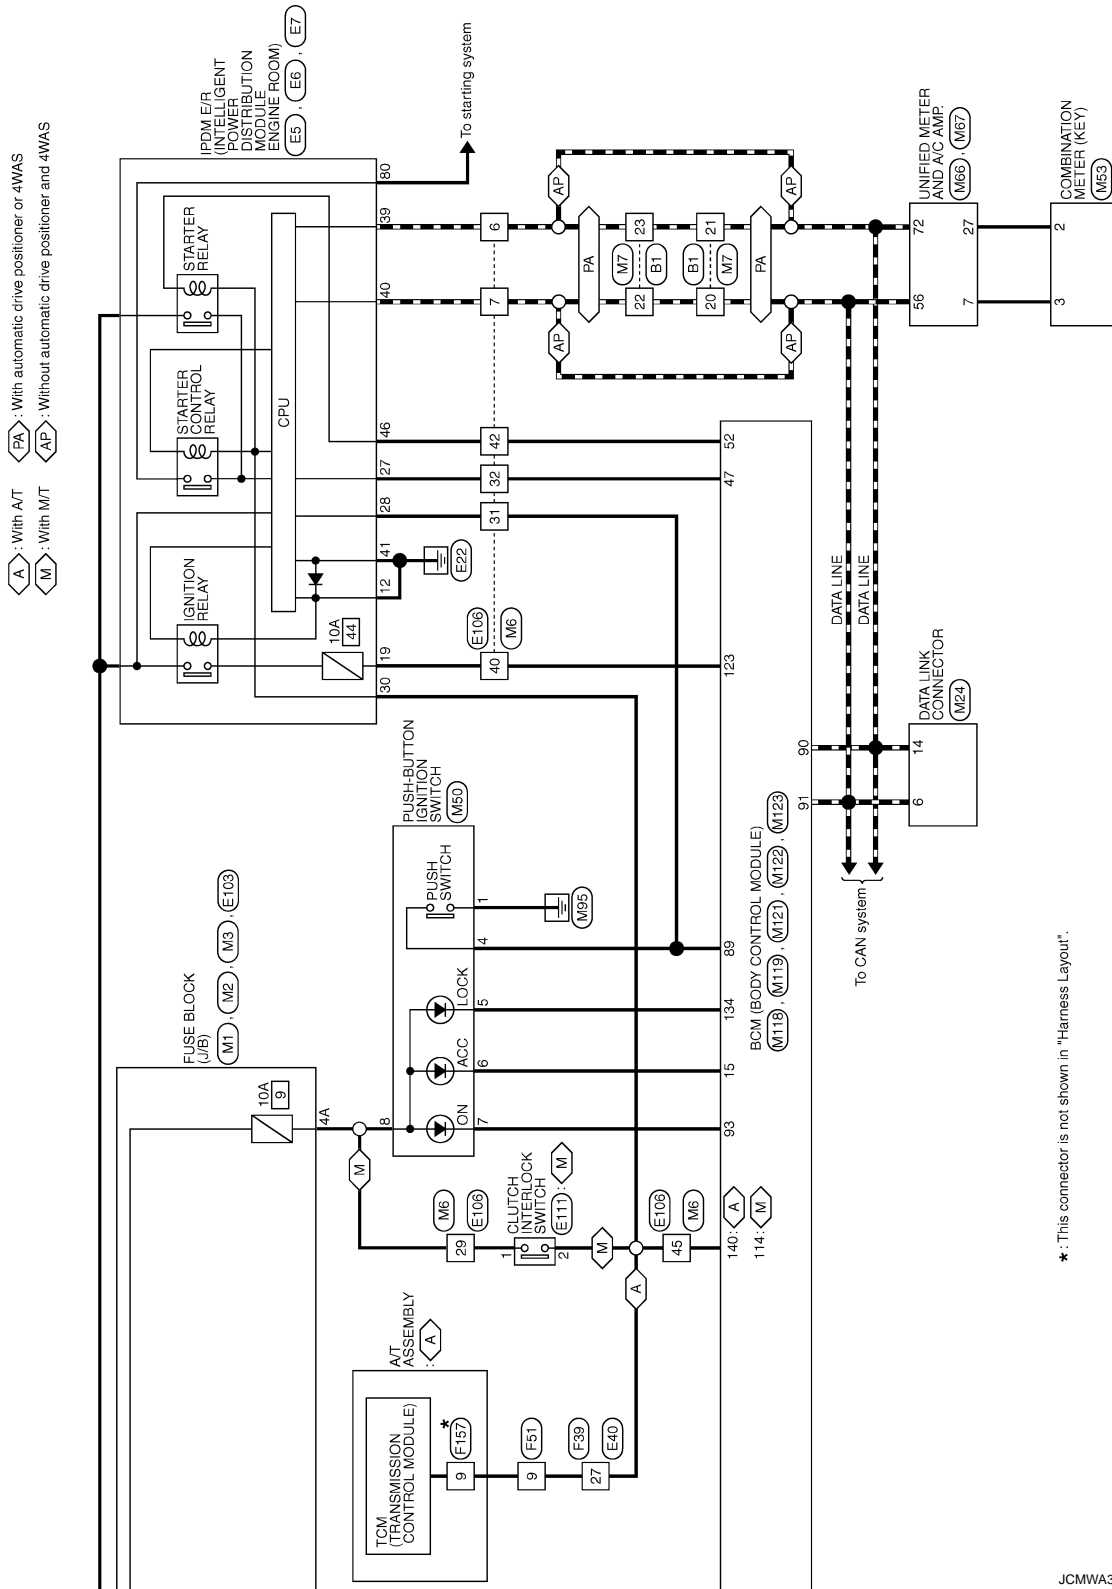 A : With A/T
M : With M/T
PA : With automatic drive positioner or 4WAS
AP : Without automatic drive positioner and 4WAS
IPDM E/R
(INTELLIGENT
POWER
DISTRIBUTION
MODULE
ENGINE ROOM)
E5 , E6 , E7
IGNITION
RELAY
STARTER
CONTROL
RELAY
STARTER
RELAY
CPU
10A
44
30
19
12
41
28
27
46
40
39
80
To starting system
E22
E106
M6
40
31
32
42
7
6
AP
AP
PA
M7
B1
22
23
B1
M7
20
21
PA
AP
AP
FUSE BLOCK
(J/B)
M1 , M2 , M3 , E103
10A
9
4A
PUSH-BUTTON
IGNITION
SWITCH
M50
PUSH
SWITCH
8
ON
ACC
LOCK
7
6
5
4
1
M95
M
M6
E106
29
CLUTCH
INTERLOCK
SWITCH
E111 : M
1
2
M
A
E106
M6
45
A/T
ASSEMBLY
: A
TCM
(TRANSMISSION
CONTROL MODULE)
9
*
F157
9
F51
27
F39
E40
140: A
114: M
93
15
134
89
123
47
52
BCM (BODY CONTROL MODULE)
M118 , M119 , M121 , M122 , M123
91
90
DATA LINE
DATA LINE
To CAN system
DATA LINK
CONNECTOR
M24
6
14
UNIFIED METER
AND A/C AMP.
M66 , M67
56
72
7
27
COMBINATION
METER (KEY)
M53
3
2
* : This connector is not shown in "Harness Layout".
JCMWA3